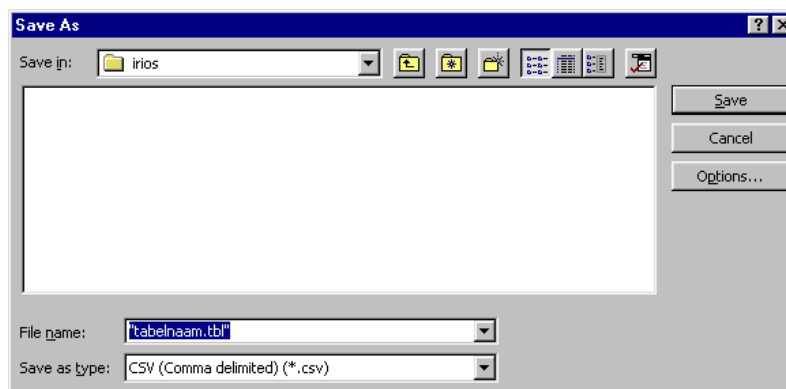 Save As
Save in: irios
Save
Cancel
Options...
File name: "tabelnaam.tbl"
Save as type: CSV (Comma delimited) (*.csv)